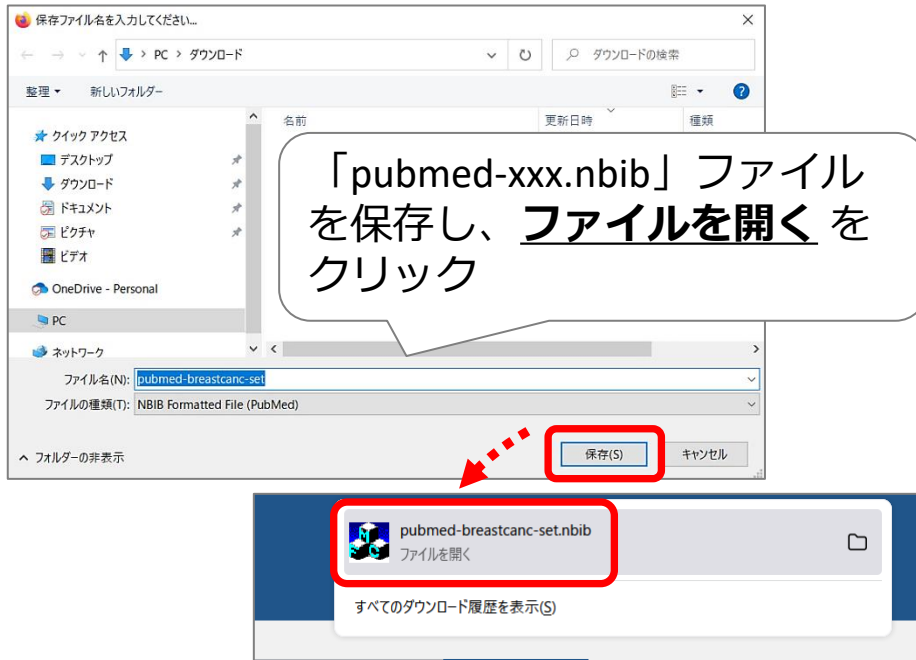 保存ファイル名を入力してください...
PC > ダウンロード
ダウンロードの検索
整理
新しいフォルダー
名前
更新日時
種類
クイック アクセス
デスクトップ
ダウンロード
ドキュメント
ピクチャ
ビデオ
OneDrive - Personal
PC
ネットワーク
「pubmed-xxx.nbib」ファイル
を保存し、ファイルを開く を
クリック
ファイル名(N): pubmed-breastcanc-set
ファイルの種類(T): NBIB Formatted File (PubMed)
フォルダーの非表示
保存(S)
キャンセル
pubmed-breastcanc-set.nbib
ファイルを開く
すべてのダウンロード履歴を表示(S)